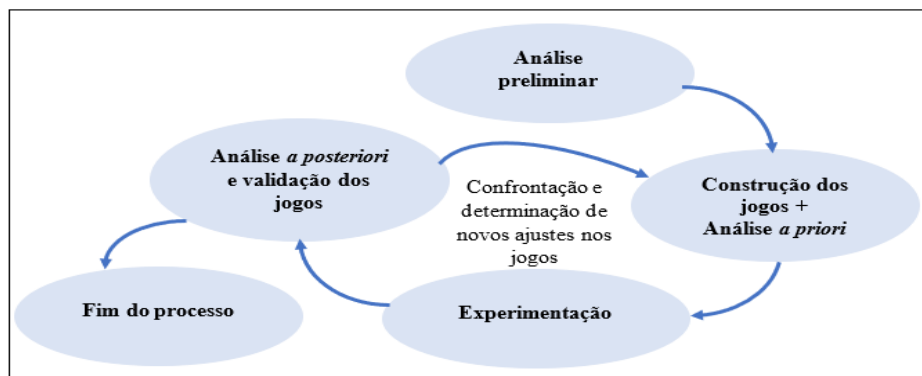 Análise
preliminar
Análise a posteriori
e validação dos
jogos
Confrontação e
determinação de
novos ajustes nos
jogos
Construção dos
jogos +
Análise a priori
Fim do processo
Experimentação